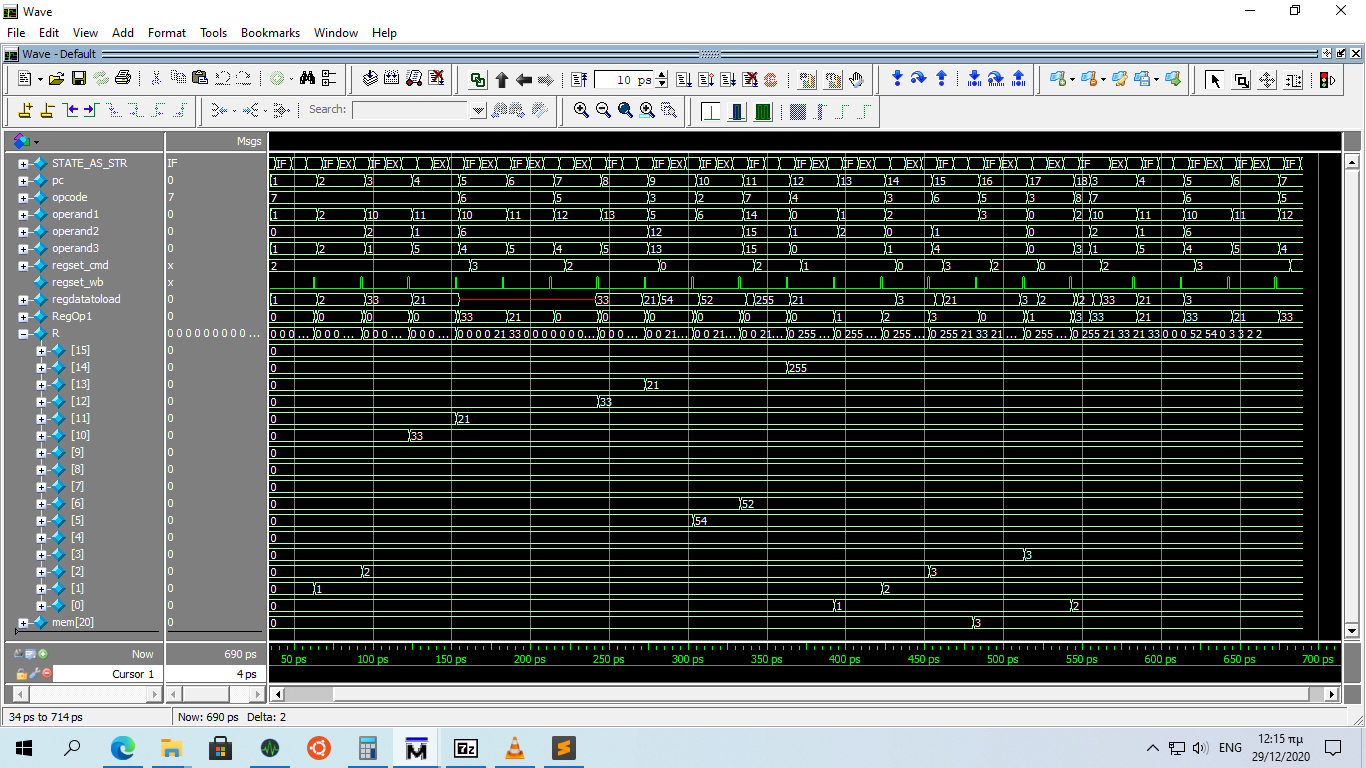 Wave
File Edit View Add Format Tools Bookmarks Window Help
Wave - Default
10 ps
Search:
Msgs
STATE_AS_STR IF IF IF EX IF EX EX IF EX IF EX IF IF EX IF EX IF EX IF EX IF EX EX IF IF EX EX IF EX EX IF EX IF EX IF
pc 0 1 2 3 4 5 6 7 8 9 10 11 12 13 14 15 16 17 18 3 4 5 6 7
opcode 7 7 6 5 3 2 7 4 3 6 5 3 8 7 6 5
operand1 0 1 2 10 11 10 11 12 13 5 6 14 0 1 2 3 0 2 10 11 10 11 12
operand2 0 0 2 1 6 12 15 1 2 0 1 0 2 1 6
operand3 0 1 2 1 5 4 5 4 5 13 15 0 1 4 0 3 1 5 4 5 4
regset_cmd x 2 3 2 0 2 1 0 3 2 0 2 3
regset_wb x
regdatatoload 0 1 2 33 21 33 21 54 52 255 21 3 21 3 2 2 33 21 3
RegOp1 0 0 0 0 0 33 21 0 0 0 0 0 0 1 2 3 0 1 3 33 21 33 21 33
R 0 0 0 0 0 0 0 0 0 ... 0 0 0 ... 0 0 0 ... 0 0 0 ... 0 0 0 ... 0 0 0 0 21 33 0 0 0 0 0 0 0 0... 0 0 0 ... 0 0 21... 0 0 21... 0 0 21... 0 255 ... 0 255 ... 0 255 ... 0 255 21 33 21... 0 255 ... 0 255 21 33 21 33 0 0 0 52 54 0 3 3 2 2
[15] 0 0
[14] 0 0 255
[13] 0 0 21
[12] 0 0 33
[11] 0 0 21
[10] 0 0 33
[9] 0 0
[8] 0 0
[7] 0 0
[6] 0 0 52
[5] 0 0 54
[4] 0 0
[3] 0 0 3
[2] 0 0 2 3
[1] 0 0 1 2
[0] 0 0 1 2
mem[20] 0 0 3
Now 690 ps 50 ps 100 ps 150 ps 200 ps 250 ps 300 ps 350 ps 400 ps 450 ps 500 ps 550 ps 600 ps 650 ps 700 ps
Cursor 1 4 ps
34 ps to 714 ps Now: 690 ps Delta: 2
7z ENG 12:15 πμ
29/12/2020